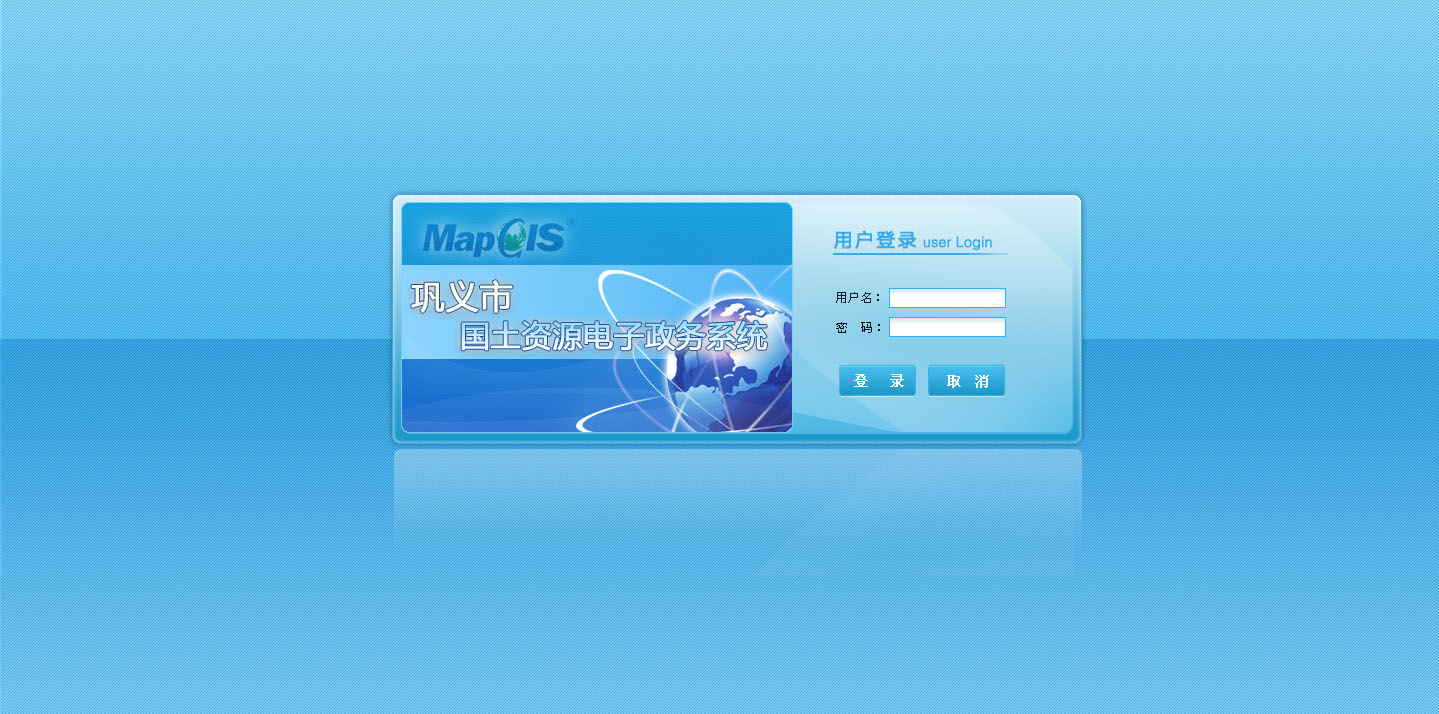 MapGIS®
巩义市
国土资源电子政务系统
用户登录 user Login
用户名：
密 码：
登 录 取 消